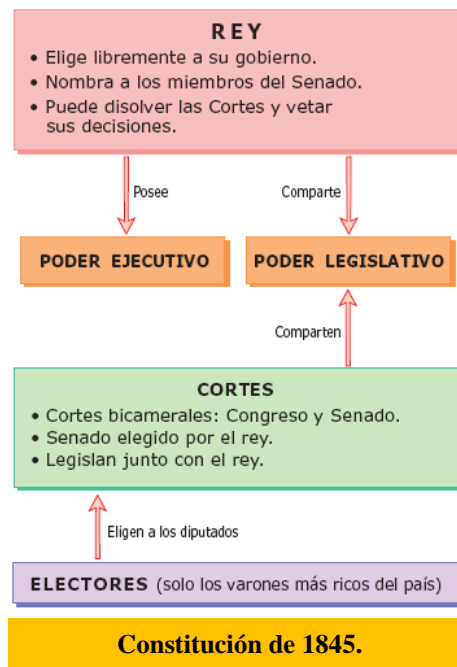 REY
• Elige libremente a su gobierno.
• Nombra a los miembros del Senado.
• Puede disolver las Cortes y vetar
sus decisiones.
Posee
Comparte
PODER EJECUTIVO
PODER LEGISLATIVO
Comparten
CORTES
• Cortes bicamerales: Congreso y Senado.
• Senado elegido por el rey.
• Legislan junto con el rey.
Eligen a los diputados
ELECTORES (solo los varones más ricos del país)
Constitución de 1845.